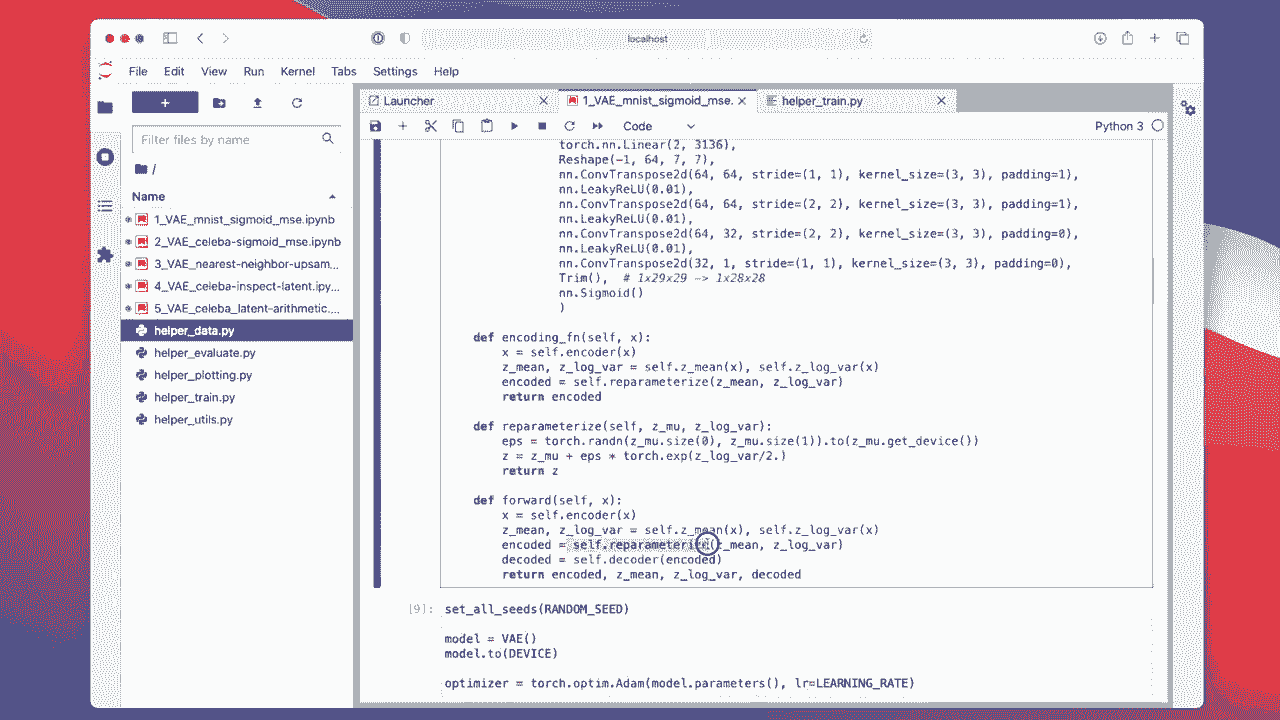 localhost
File Edit View Run Kernel Tabs Settings Help
+
Filter files by name
/
Name
1_VAE_mnist_sigmoid_mse.ipynb
2_VAE_celeba-sigmoid_mse.ipynb
3_VAE_nearest-neighbor-upsam...
4_VAE_celeba-inspect-latent.ipy...
5_VAE_celeba_latent-arithmetic....
helper_data.py
helper_evaluate.py
helper_plotting.py
helper_train.py
helper_utils.py
Launcher 1_VAE_mnist_sigmoid_mse. helper_train.py
Code Python 3
torch.nn.Linear(2, 3136),
Reshape(-1, 64, 7, 7),
nn.ConvTranspose2d(64, 64, stride=(1, 1), kernel_size=(3, 3), padding=1),
nn.LeakyReLU(0.01),
nn.ConvTranspose2d(64, 64, stride=(2, 2), kernel_size=(3, 3), padding=1),
nn.LeakyReLU(0.01),
nn.ConvTranspose2d(64, 32, stride=(2, 2), kernel_size=(3, 3), padding=0),
nn.LeakyReLU(0.01),
nn.ConvTranspose2d(32, 1, stride=(1, 1), kernel_size=(3, 3), padding=0),
Trim(), # 1x29x29 -> 1x28x28
nn.Sigmoid()
)
def encoding_fn(self, x):
x = self.encoder(x)
z_mean, z_log_var = self.z_mean(x), self.z_log_var(x)
encoded = self.reparameterize(z_mean, z_log_var)
return encoded
def reparameterize(self, z_mu, z_log_var):
eps = torch.randn(z_mu.size(0), z_mu.size(1)).to(z_mu.get_device())
z = z_mu + eps * torch.exp(z_log_var/2.)
return z
def forward(self, x):
x = self.encoder(x)
z_mean, z_log_var = self.z_mean(x), self.z_log_var(x)
encoded = self.reparameterize(z_mean, z_log_var)
decoded = self.decoder(encoded)
return encoded, z_mean, z_log_var, decoded
[9]: set_all_seeds(RANDOM_SEED)
model = VAE()
model.to(DEVICE)
optimizer = torch.optim.Adam(model.parameters(), lr=LEARNING_RATE)